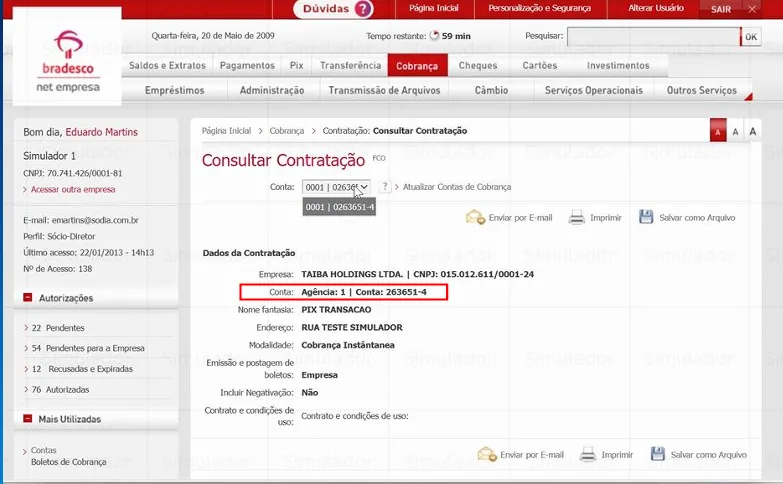 Dúvidas ?
Página Inicial
Personalização e Segurança
Alterar Usuário
SAIR
bradesco
net empresa
Quarta-feira, 20 de Maio de 2009
Tempo restante: 59 min
Pesquisar:
OK
Saldos e Extratos
Pagamentos
Pix
Transferência
Cobrança
Cheques
Cartões
Investimentos
Empréstimos
Administração
Transmissão de Arquivos
Câmbio
Serviços Operacionais
Outros Serviços
Bom dia, Eduardo Martins
Simulador 1
CNPJ: 70.741.426/0001-81
> Acessar outra empresa
E-mail: emartins@sodia.com.br
Perfil: Sócio-Diretor
Último acesso: 22/01/2013 - 14h13
Nº de Acesso: 138
Autorizações
> 22 Pendentes
> 54 Pendentes para a Empresa
> 12 Recusadas e Expiradas
> 76 Autorizadas
Mais Utilizadas
> Contas
Boletos de Cobrança
Página Inicial > Cobrança > Contratação: Consultar Contratação
A A A
Consultar Contratação FCO
Conta: 0001 | 026365 ? > Atualizar Contas de Cobrança
0001 | 0263651-4
Enviar por E-mail
Imprimir
Salvar como Arquivo
Dados da Contratação
Empresa: TAIBA HOLDINGS LTDA. | CNPJ: 015.012.611/0001-24
Conta: Agência: 1 | Conta: 263651-4
Nome fantasia: PIX TRANSACAO
Endereço: RUA TESTE SIMULADOR
Modalidade: Cobrança Instântanea
Emissão e postagem de
boletos: Empresa
Incluir Negativação: Não
Contrato e condições de
uso: Contrato e condições de uso:
Enviar por E-mail
Imprimir
Salvar como Arquivo
Simulador